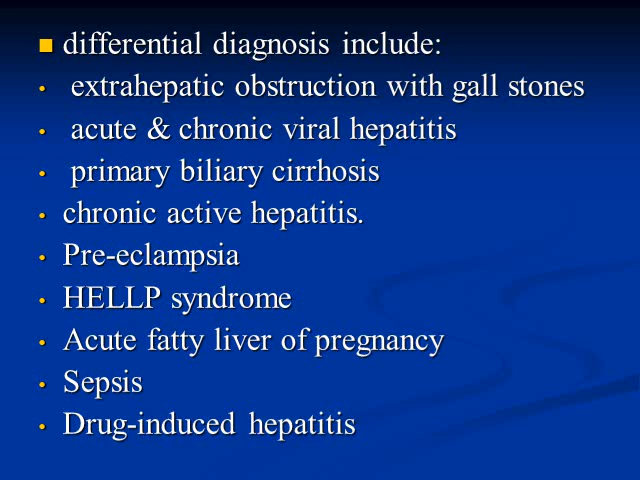 differential diagnosis include:
extrahepatic obstruction with gall stones
acute & chronic viral hepatitis
primary biliary cirrhosis
chronic active hepatitis.
Pre-eclampsia
HELLP syndrome
Acute fatty liver of pregnancy
Sepsis
Drug-induced hepatitis